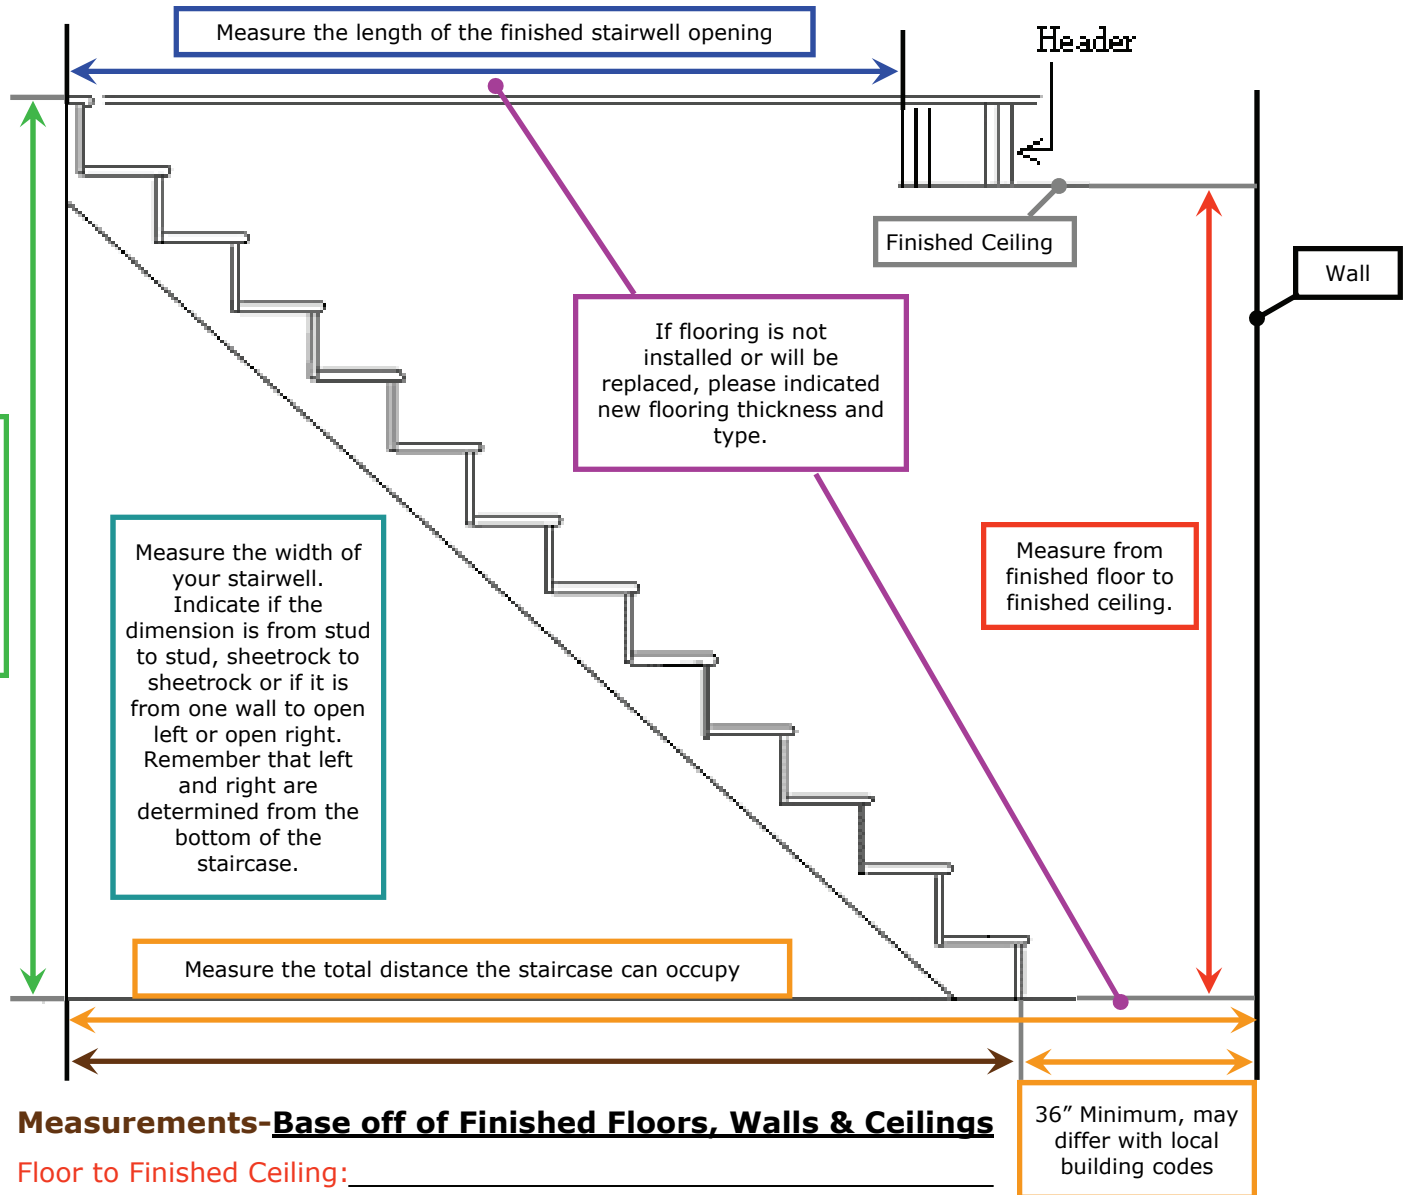 Measure the length of the finished stairwell opening
Header
Finished Ceiling
Wall
If flooring is not
installed or will be
replaced, please indicated
new flooring thickness and
type.
Measure from
finished floor to
finished ceiling.
Measure the width of
your stairwell.
Indicate if the
dimension is from stud
to stud, sheetrock to
sheetrock or if it is
from one wall to open
left or open right.
Remember that left
and right are
determined from the
bottom of the
staircase.
Measure the total distance the staircase can occupy
36” Minimum, may
differ with local
building codes
Measurements-Base off of Finished Floors, Walls & Ceilings
Floor to Finished Ceiling: